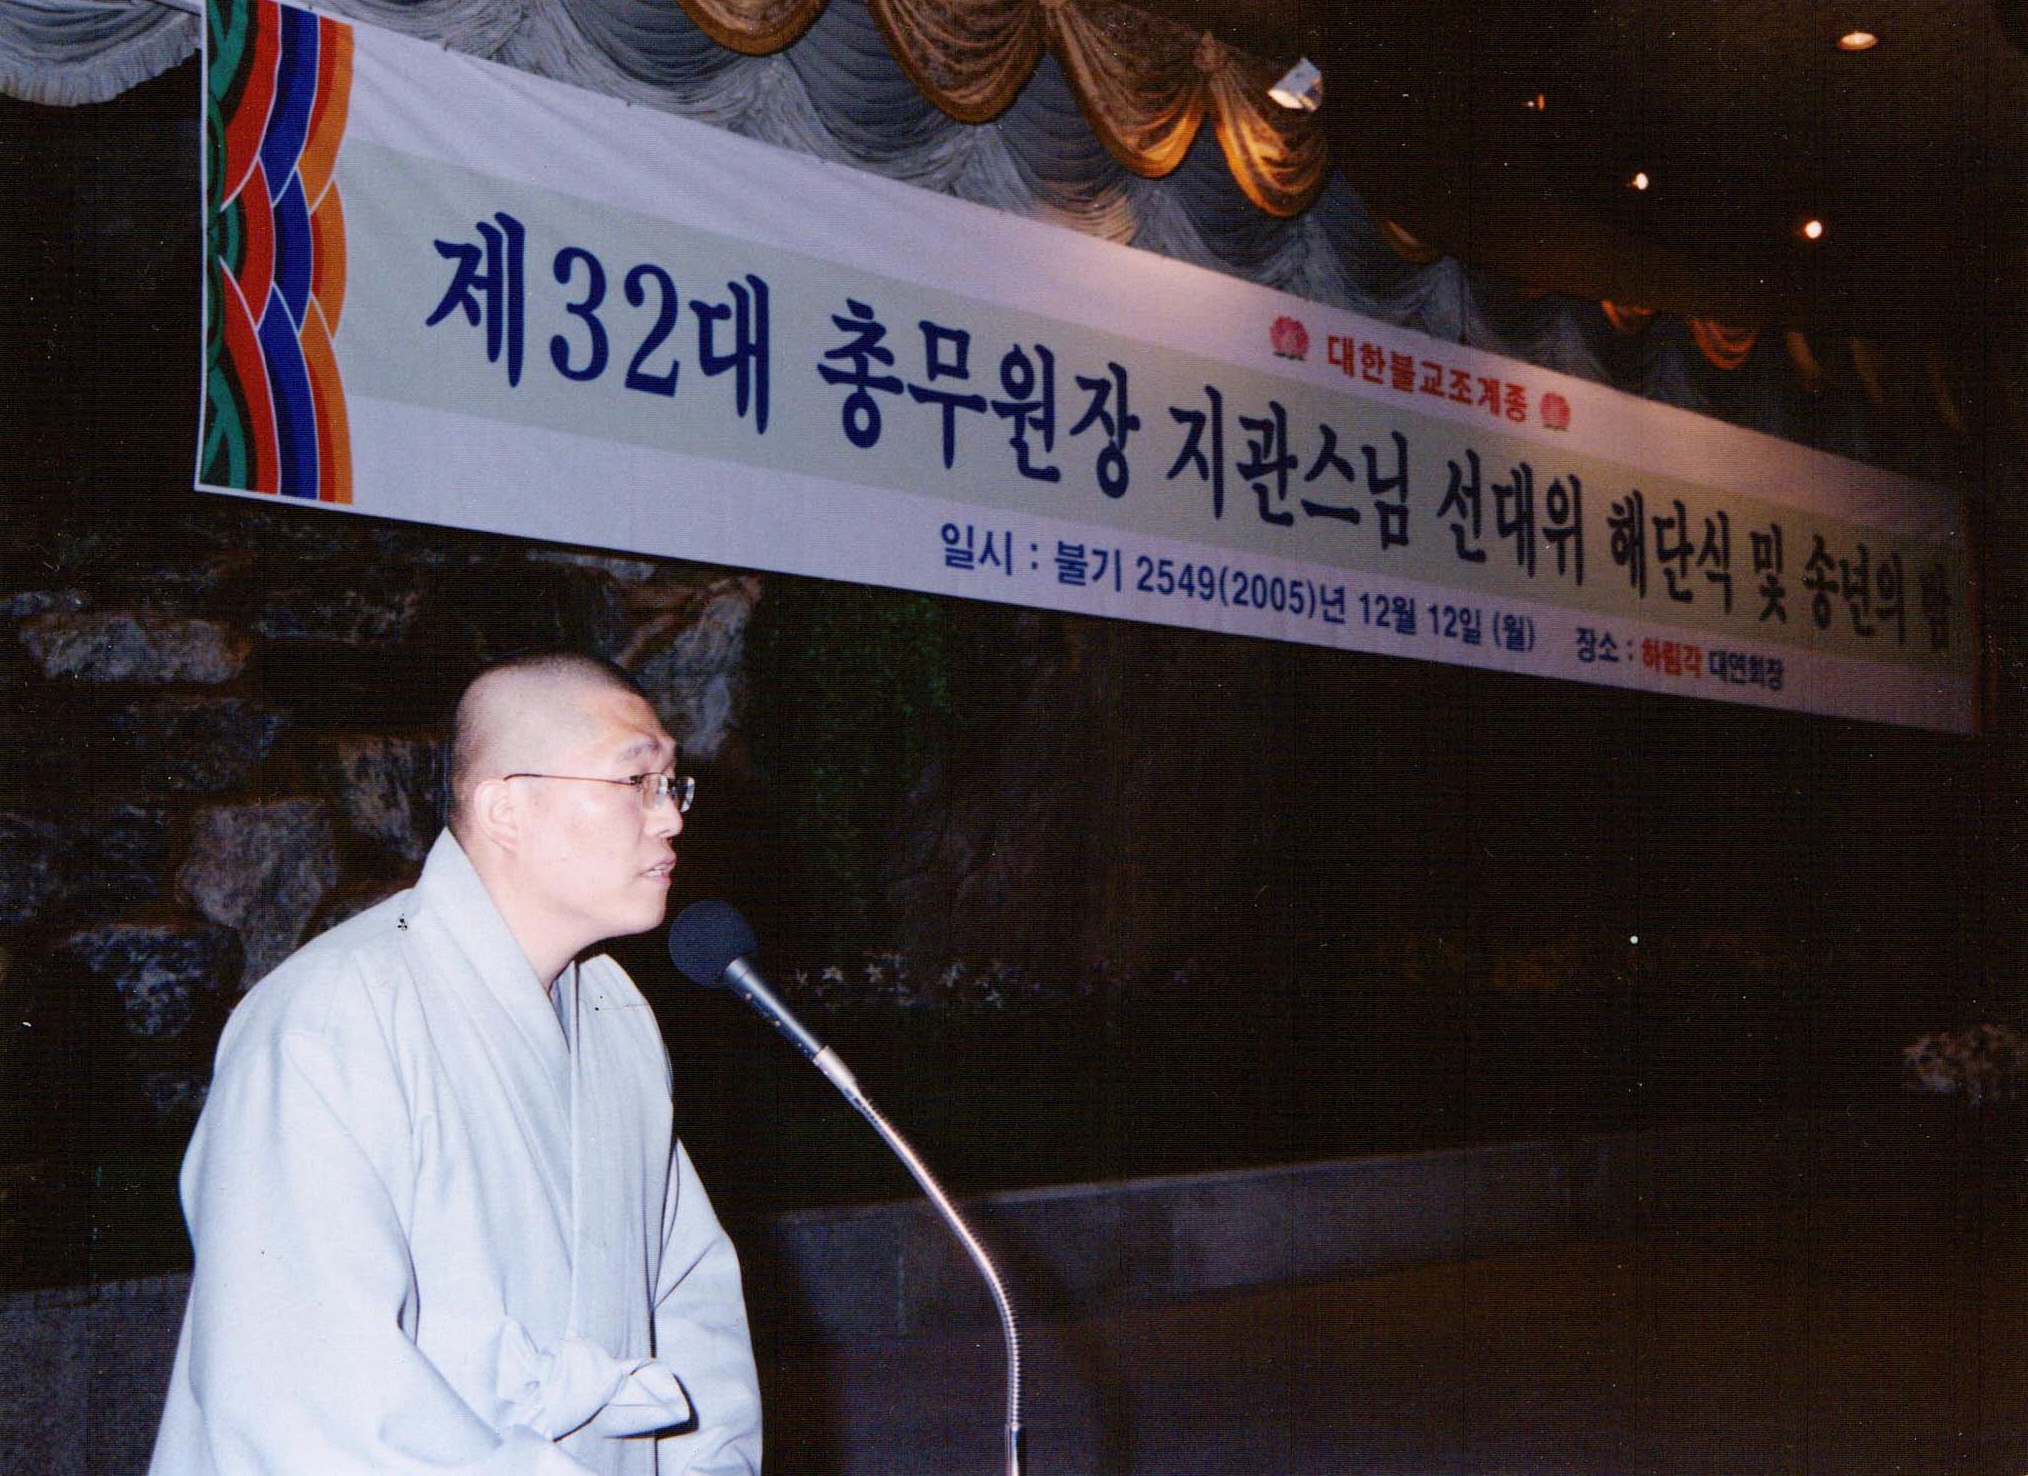 대한불교조계종
제32대 총무원장 지관스님 선대위 해단식 및 송년의 밤
일시 : 불기 2549(2005)년 12월 12일 (월) 장소 : 하림각 대연회장